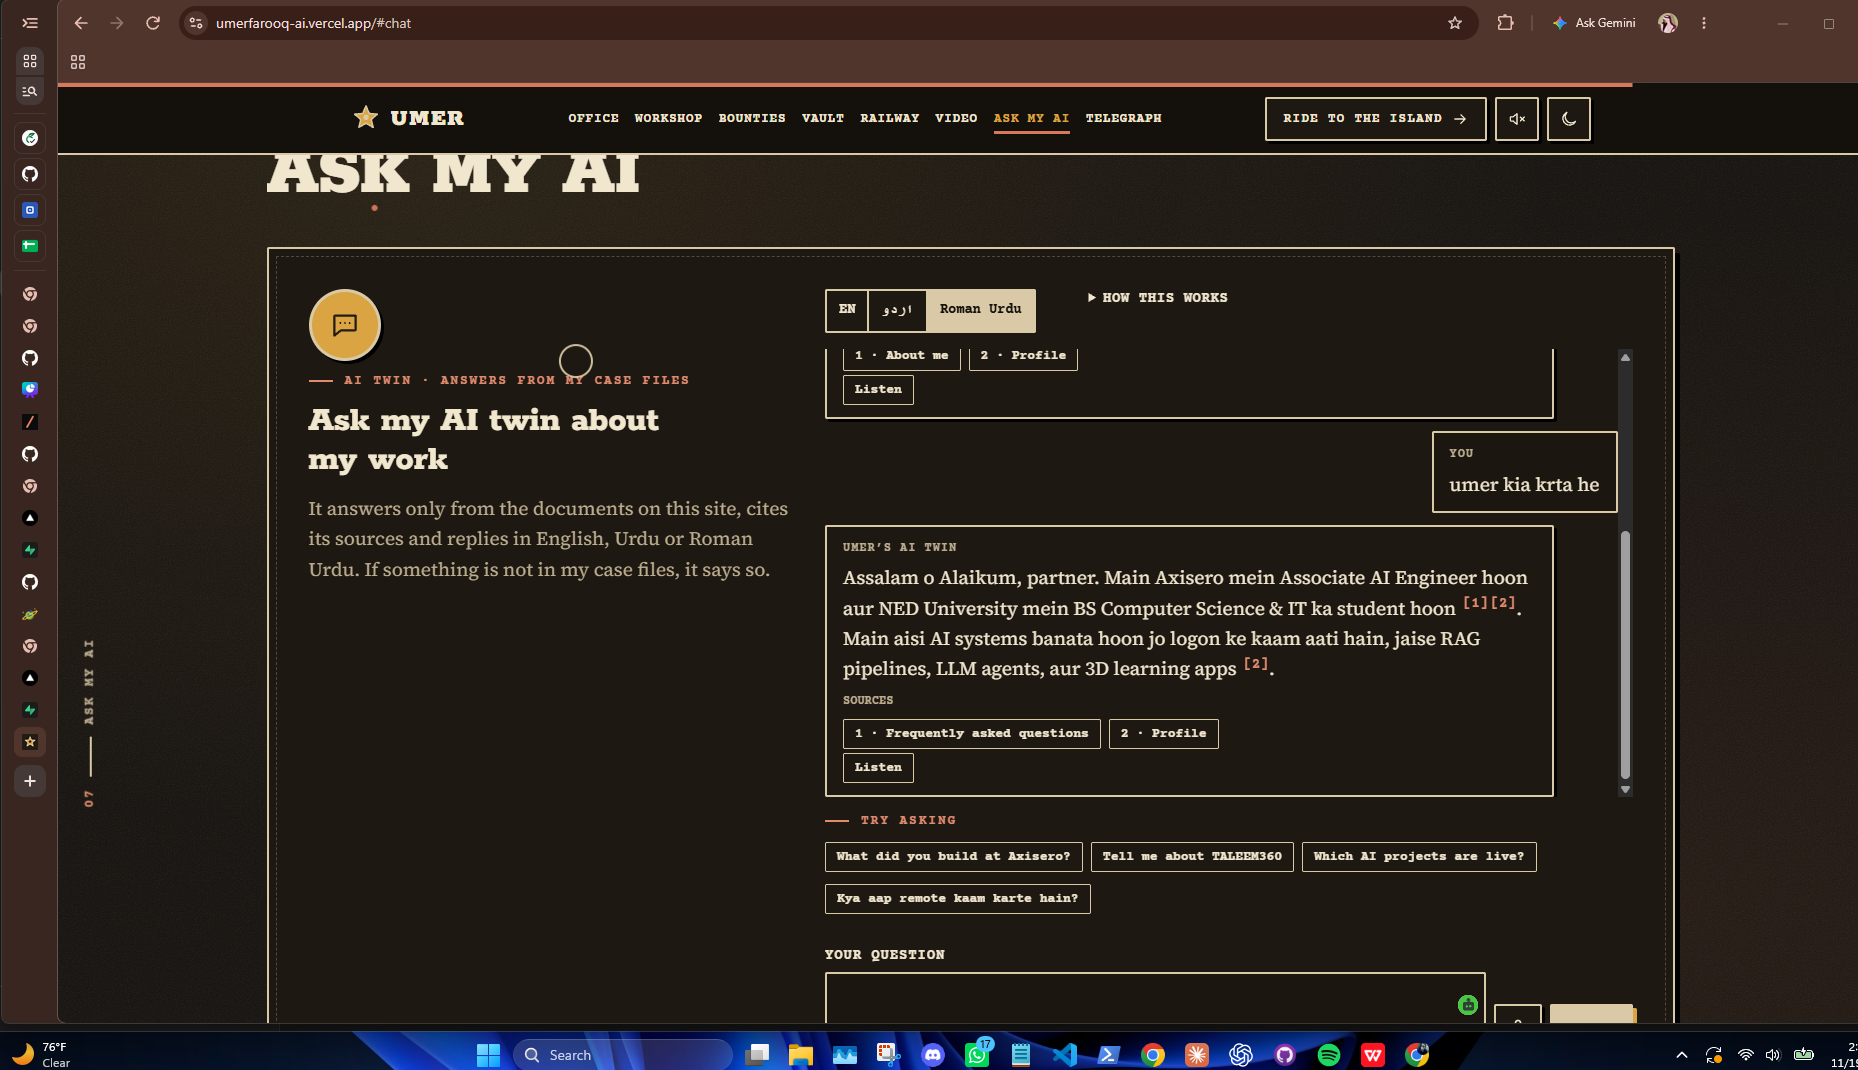 umerfarooq-ai.vercel.app/#chat
Ask Gemini
UMER
OFFICE WORKSHOP BOUNTIES VAULT RAILWAY VIDEO ASK MY AI TELEGRAPH
RIDE TO THE ISLAND →
ASK MY AI
AI TWIN · ANSWERS FROM MY CASE FILES
Ask my AI twin about
my work
It answers only from the documents on this site, cites
its sources and replies in English, Urdu or Roman
Urdu. If something is not in my case files, it says so.
07 — ASK MY AI
EN اردو Roman Urdu
▶ HOW THIS WORKS
1 · About me 2 · Profile
Listen
YOU
umer kia krta he
UMER'S AI TWIN
Assalam o Alaikum, partner. Main Axisero mein Associate AI Engineer hoon
aur NED University mein BS Computer Science & IT ka student hoon [1][2].
Main aisi AI systems banata hoon jo logon ke kaam aati hain, jaise RAG
pipelines, LLM agents, aur 3D learning apps [2].
SOURCES
1 · Frequently asked questions 2 · Profile
Listen
TRY ASKING
What did you build at Axisero? Tell me about TALEEM360 Which AI projects are live?
Kya aap remote kaam karte hain?
YOUR QUESTION
76°F
Clear
Search
17